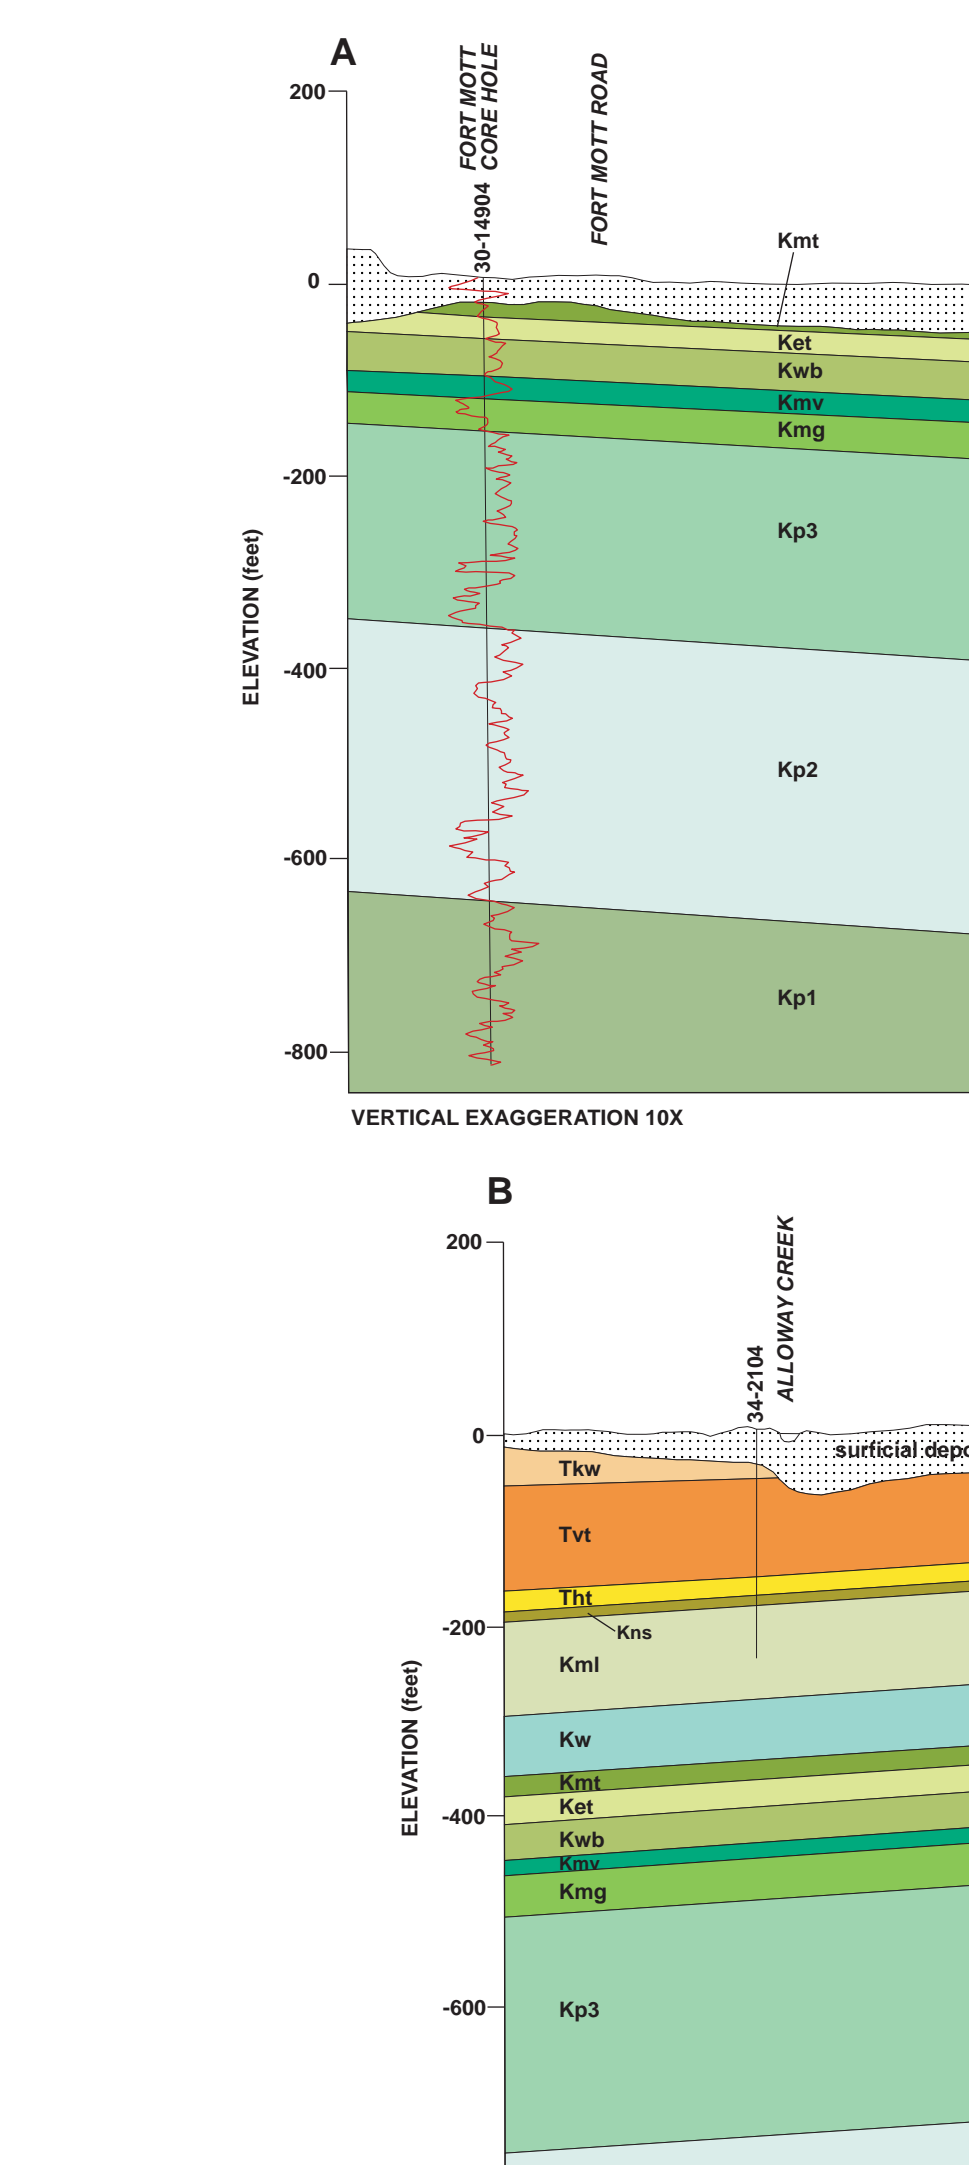 A
FORT MOTT
CORE HOLE
30-14904
FORT MOTT ROAD
200
0
-200
-400
-600
-800
ELEVATION (feet)
Kmt
Ket
Kwb
Kmv
Kmg
Kp3
Kp2
Kp1
VERTICAL EXAGGERATION 10X
B
34-2104
ALLOWAY CREEK
200
0
-200
-400
-600
ELEVATION (feet)
surficial depo
Tkw
Tvt
Tht
Kns
Kml
Kw
Kmt
Ket
Kwb
Kmv
Kmg
Kp3